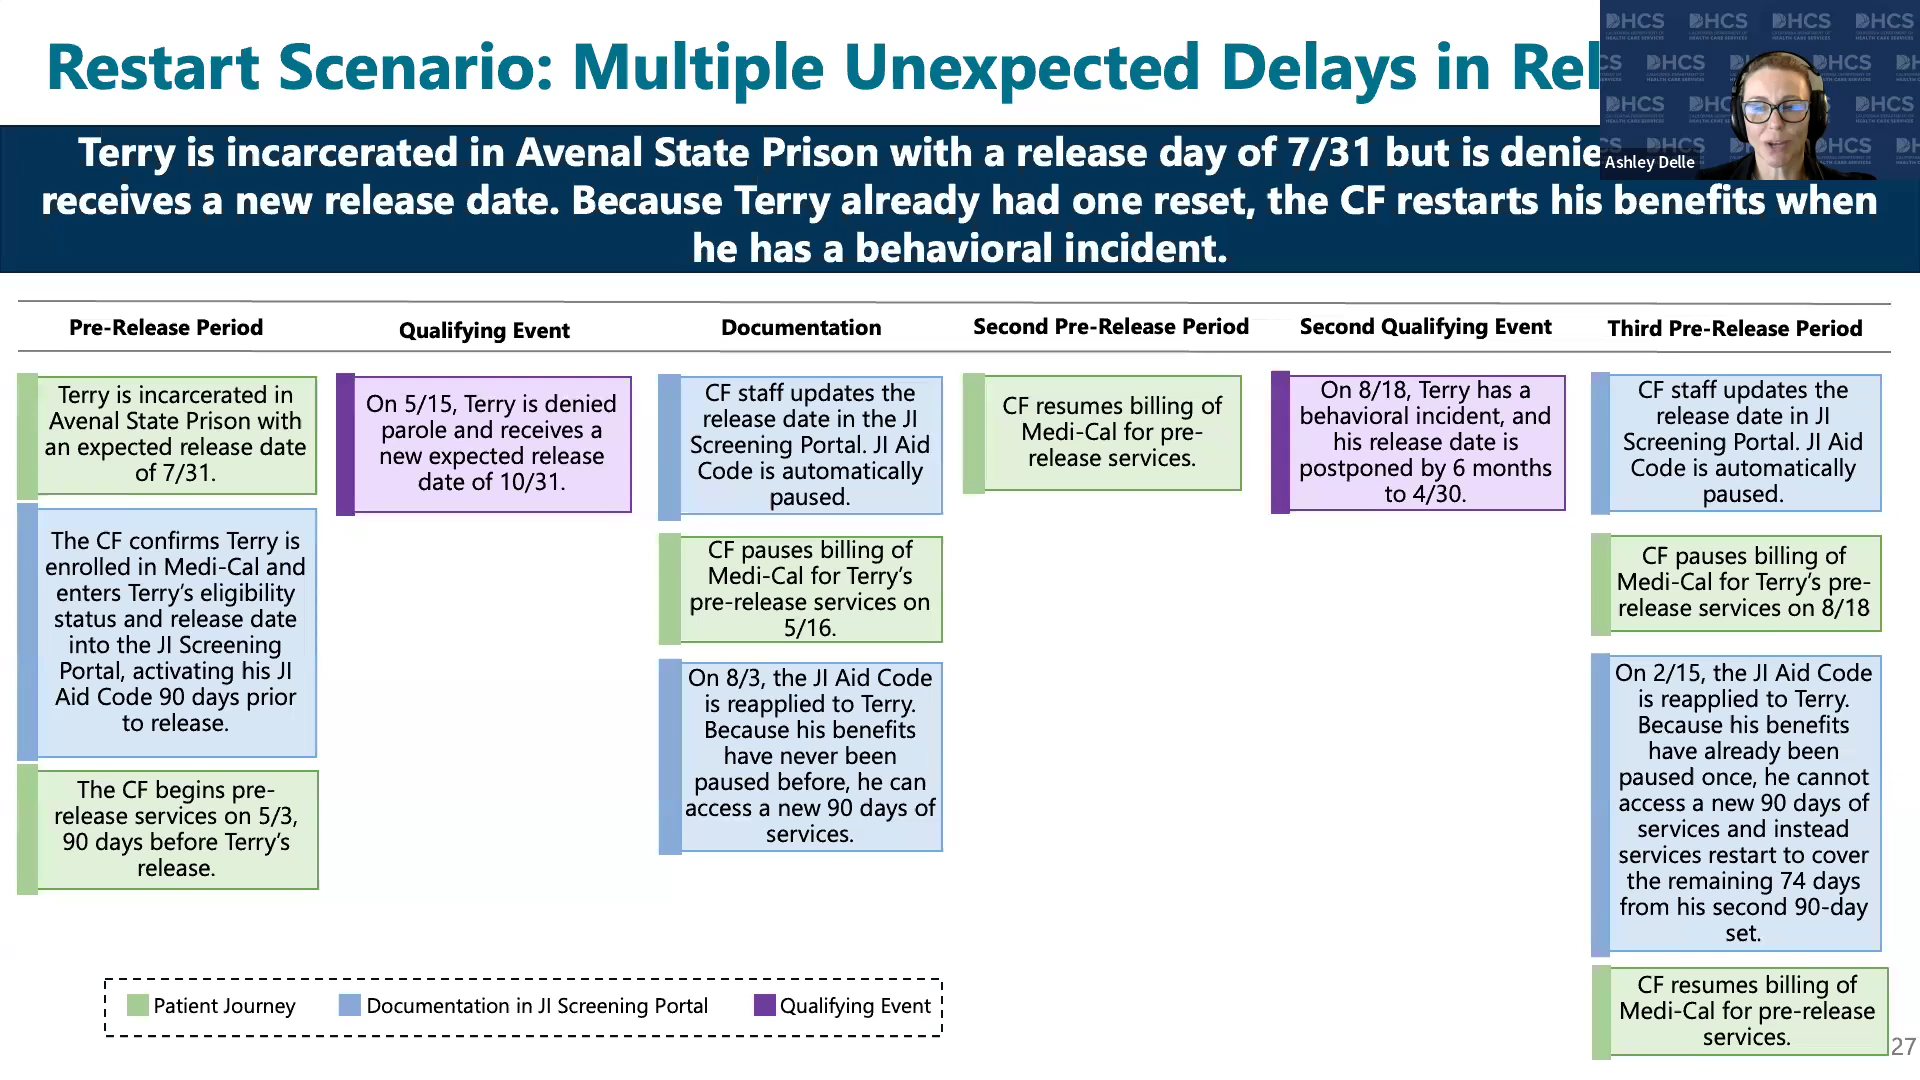 Restart Scenario: Multiple Unexpected Delays in Rel
Terry is incarcerated in Avenal State Prison with a release day of 7/31 but is denie
receives a new release date. Because Terry already had one reset, the CF restarts his benefits when
he has a behavioral incident.
DHCS
Ashley Delle
Pre-Release Period
Qualifying Event
Documentation
Second Pre-Release Period
Second Qualifying Event
Third Pre-Release Period
Terry is incarcerated in
Avenal State Prison with
an expected release date
of 7/31.
The CF confirms Terry is
enrolled in Medi-Cal and
enters Terry’s eligibility
status and release date
into the JI Screening
Portal, activating his JI
Aid Code 90 days prior
to release.
The CF begins pre-
release services on 5/3,
90 days before Terry’s
release.
On 5/15, Terry is denied
parole and receives a
new expected release
date of 10/31.
CF staff updates the
release date in the JI
Screening Portal. JI Aid
Code is automatically
paused.
CF pauses billing of
Medi-Cal for Terry’s
pre-release services on
5/16.
On 8/3, the JI Aid Code
is reapplied to Terry.
Because his benefits
have never been
paused before, he can
access a new 90 days of
services.
CF resumes billing of
Medi-Cal for pre-
release services.
On 8/18, Terry has a
behavioral incident, and
his release date is
postponed by 6 months
to 4/30.
CF staff updates the
release date in JI
Screening Portal. JI Aid
Code is automatically
paused.
CF pauses billing of
Medi-Cal for Terry’s pre-
release services on 8/18
On 2/15, the JI Aid Code
is reapplied to Terry.
Because his benefits
have already been
paused once, he cannot
access a new 90 days of
services and instead
services restart to cover
the remaining 74 days
from his second 90-day
set.
CF resumes billing of
Medi-Cal for pre-release
services.
Patient Journey
Documentation in JI Screening Portal
Qualifying Event
27